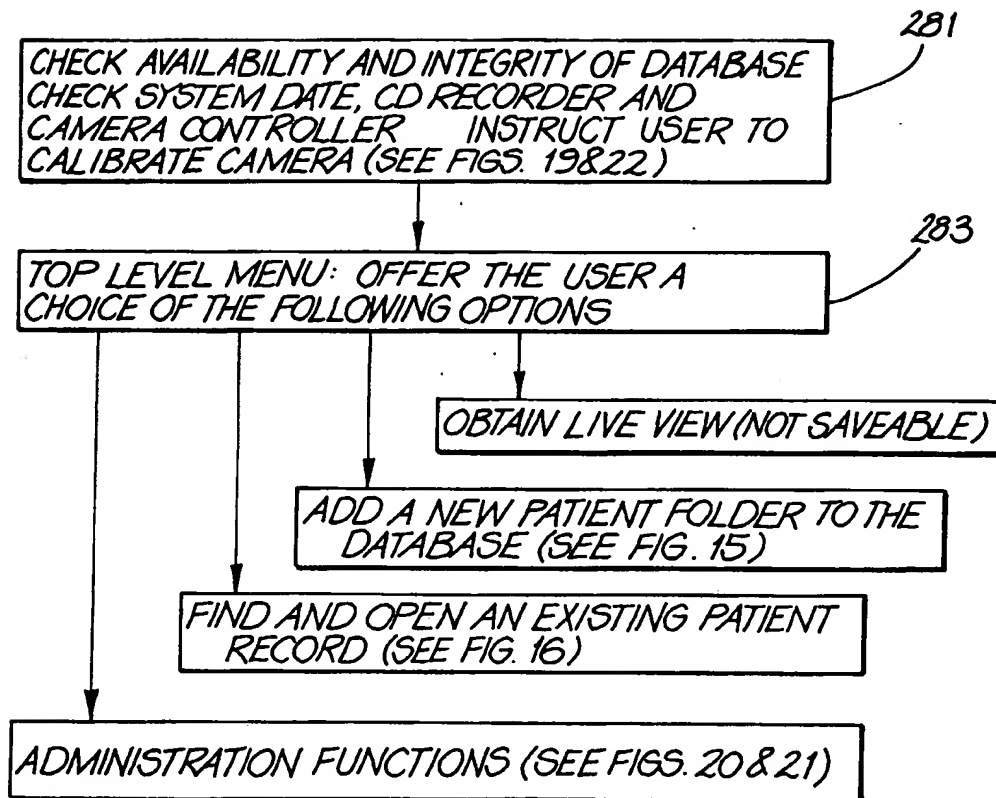 281
CHECK AVAILABILITY AND INTEGRITY OF DATABASE
CHECK SYSTEM DATE, CD RECORDER AND
CAMERA CONTROLLER INSTRUCT USER TO
CALIBRATE CAMERA (SEE FIGS. 19&22)
283
TOP LEVEL MENU: OFFER THE USER A
CHOICE OF THE FOLLOWING OPTIONS
OBTAIN LIVE VIEW (NOT SAVEABLE)
ADD A NEW PATIENT FOLDER TO THE
DATABASE (SEE FIG. 15)
FIND AND OPEN AN EXISTING PATIENT
RECORD (SEE FIG. 16)
ADMINISTRATION FUNCTIONS (SEE FIGS. 20&21)